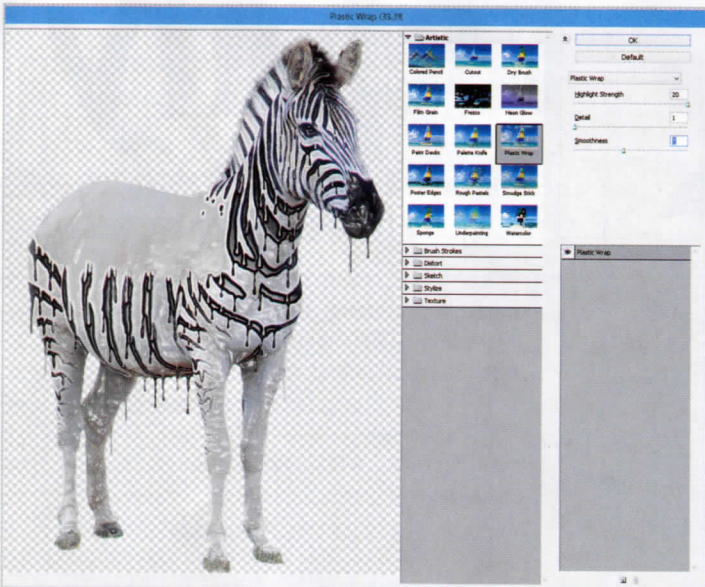 Plastic Wrap (33.3%)
Artistic
Colored Pencil
Cutout
Dry Brush
Film Grain
Fresco
Neon Glow
Paint Daubs
Palette Knife
Plastic Wrap
Poster Edges
Rough Pastels
Smudge Stick
Sponge
Underpainting
Watercolor
Brush Strokes
Distort
Sketch
Stylize
Texture
OK
Default
Plastic Wrap
Highlight Strength 20
Detail 1
Smoothness
Plastic Wrap